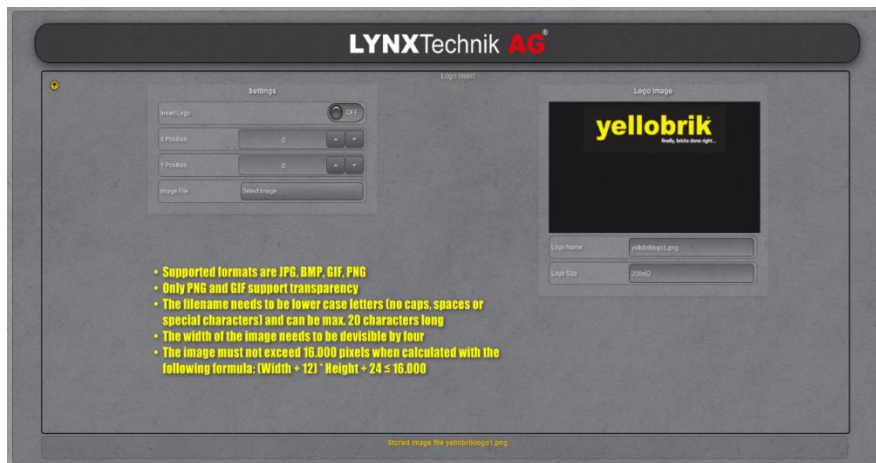 LYNXTechnik AG®
Logo Insert
Settings
Insert Logo
OFF
X Position
0
Y Position
0
Image File
Select Image...
Logo Image
yellobrik
finally, bricks done right...
Logo Name
yellobriklogo1.png
Logo Size
208x62
• Supported formats are JPG, BMP, GIF, PNG
• Only PNG and GIF support transparency
• The filename needs to be lower case letters (no caps, spaces or
special characters) and can be max. 20 characters long
• The width of the image needs to be devisible by four
• The image must not exceed 16.000 pixels when calculated with the
following formula: (Width + 12) * Height + 24 ≤ 16.000
Stored image file yellobriklogo1.png